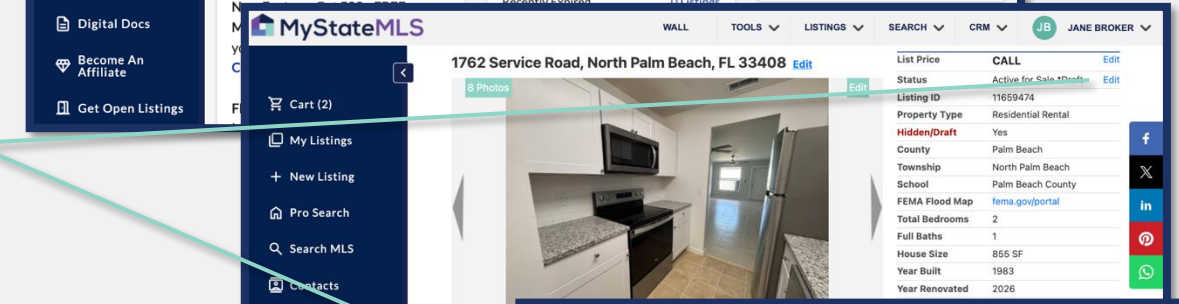 Recently Expired
Digital Docs
Become An
Affiliate
Get Open Listings
MyStateMLS
WALL
TOOLS
LISTINGS
SEARCH
CRM
JB
JANE BROKER
1762 Service Road, North Palm Beach, FL 33408 Edit
8 Photos
Edit
Cart (2)
My Listings
+ New Listing
Pro Search
Search MLS
Contacts
List Price CALL Edit
Status Active for Sale *Draft* Edit
Listing ID 11659474
Property Type Residential Rental
Hidden/Draft Yes
County Palm Beach
Township North Palm Beach
School Palm Beach County
FEMA Flood Map fema.gov/portal
Total Bedrooms 2
Full Baths 1
House Size 855 SF
Year Built 1983
Year Renovated 2026
f
X
in